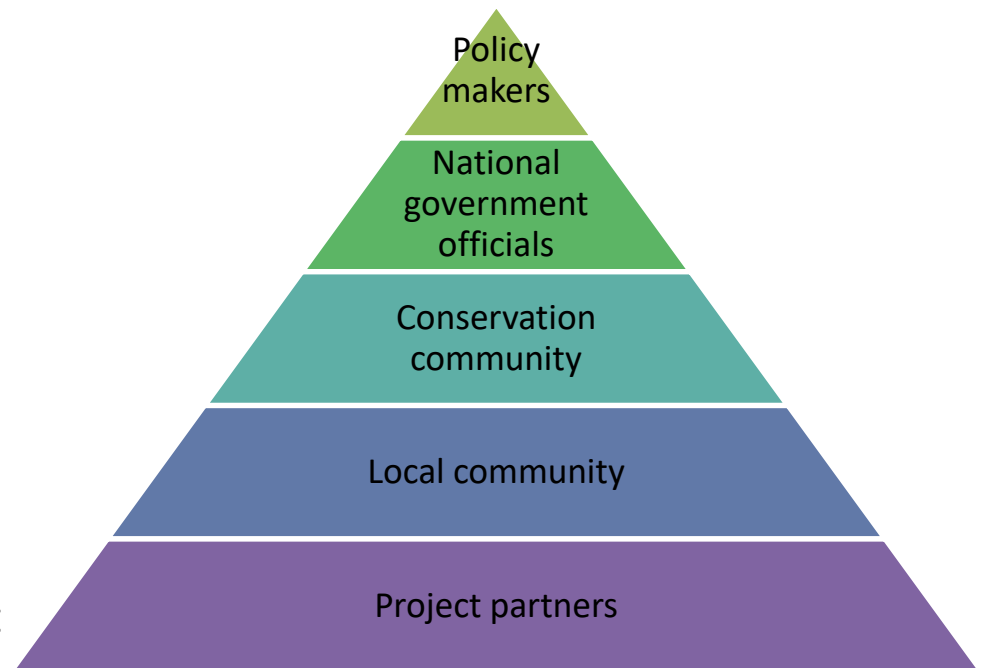 Policy
makers
National
government
officials
Conservation
community
Local community
Project partners